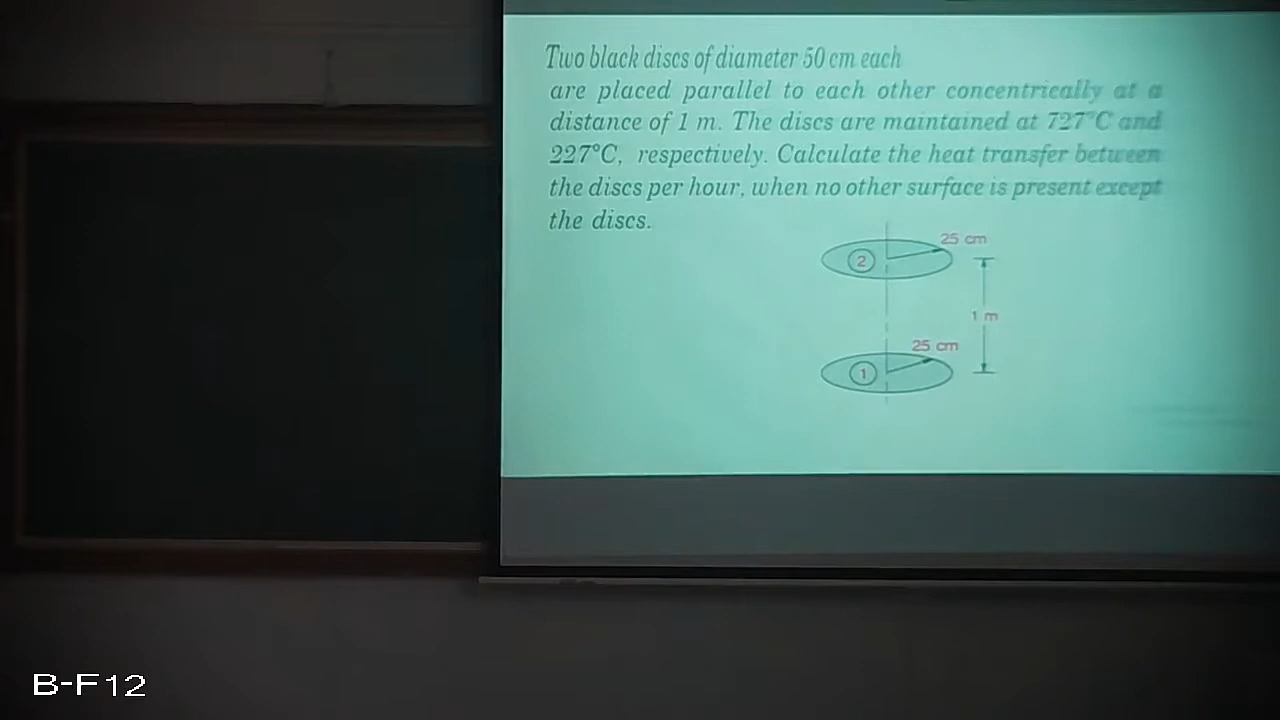 Two black discs of diameter 50 cm each
are placed parallel to each other concentrically at a
distance of 1 m. The discs are maintained at 727°C and
227°C, respectively. Calculate the heat transfer between
the discs per hour, when no other surface is present except
the discs.
25 cm
2
1 m
25 cm
1
B-F12